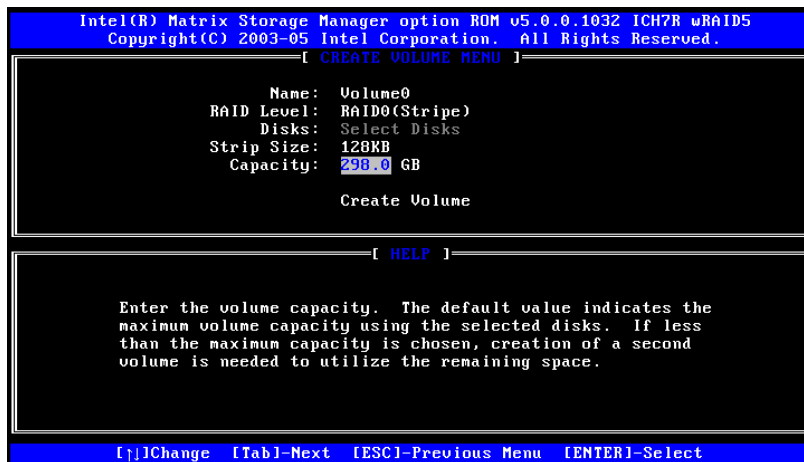 Intel(R) Matrix Storage Manager option ROM v5.0.0.1032 ICH7R wRAID5
Copyright(C) 2003-05 Intel Corporation. All Rights Reserved.
[ CREATE VOLUME MENU ]
Name: Volume0
RAID Level: RAID0(Stripe)
Disks: Select Disks
Strip Size: 128KB
Capacity: 298.0 GB
Create Volume
[ HELP ]
Enter the volume capacity. The default value indicates the
maximum volume capacity using the selected disks. If less
than the maximum capacity is chosen, creation of a second
volume is needed to utilize the remaining space.
[↑↓]Change [Tab]-Next [ESC]-Previous Menu [ENTER]-Select